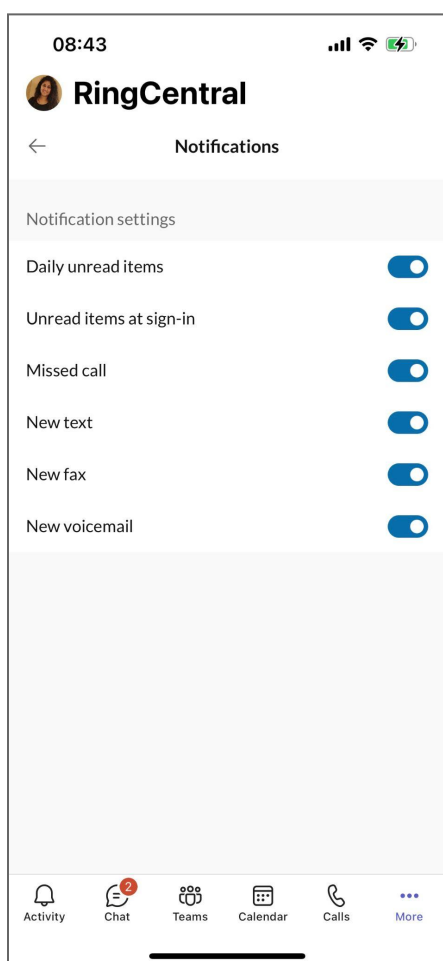 08:43
RingCentral
Notifications
Notification settings
Daily unread items
Unread items at sign-in
Missed call
New text
New fax
New voicemail
2
Activity Chat Teams Calendar Calls More